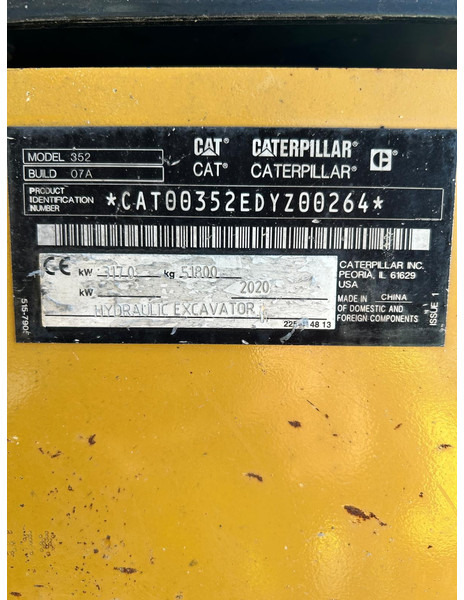 MODEL 352
BUILD 07A
CAT® CATERPILLAR® C
CAT® CATERPILLAR®
PRODUCT IDENTIFICATION NUMBER *CAT00352EDYZ00264*
CE kW 317.0 kg 51800
kW 2020
HYDRAULIC EXCAVATOR
CATERPILLAR INC.
PEORIA, IL 61629
USA
MADE IN CHINA
OF DOMESTIC AND
FOREIGN COMPONENTS
ISSUE 1